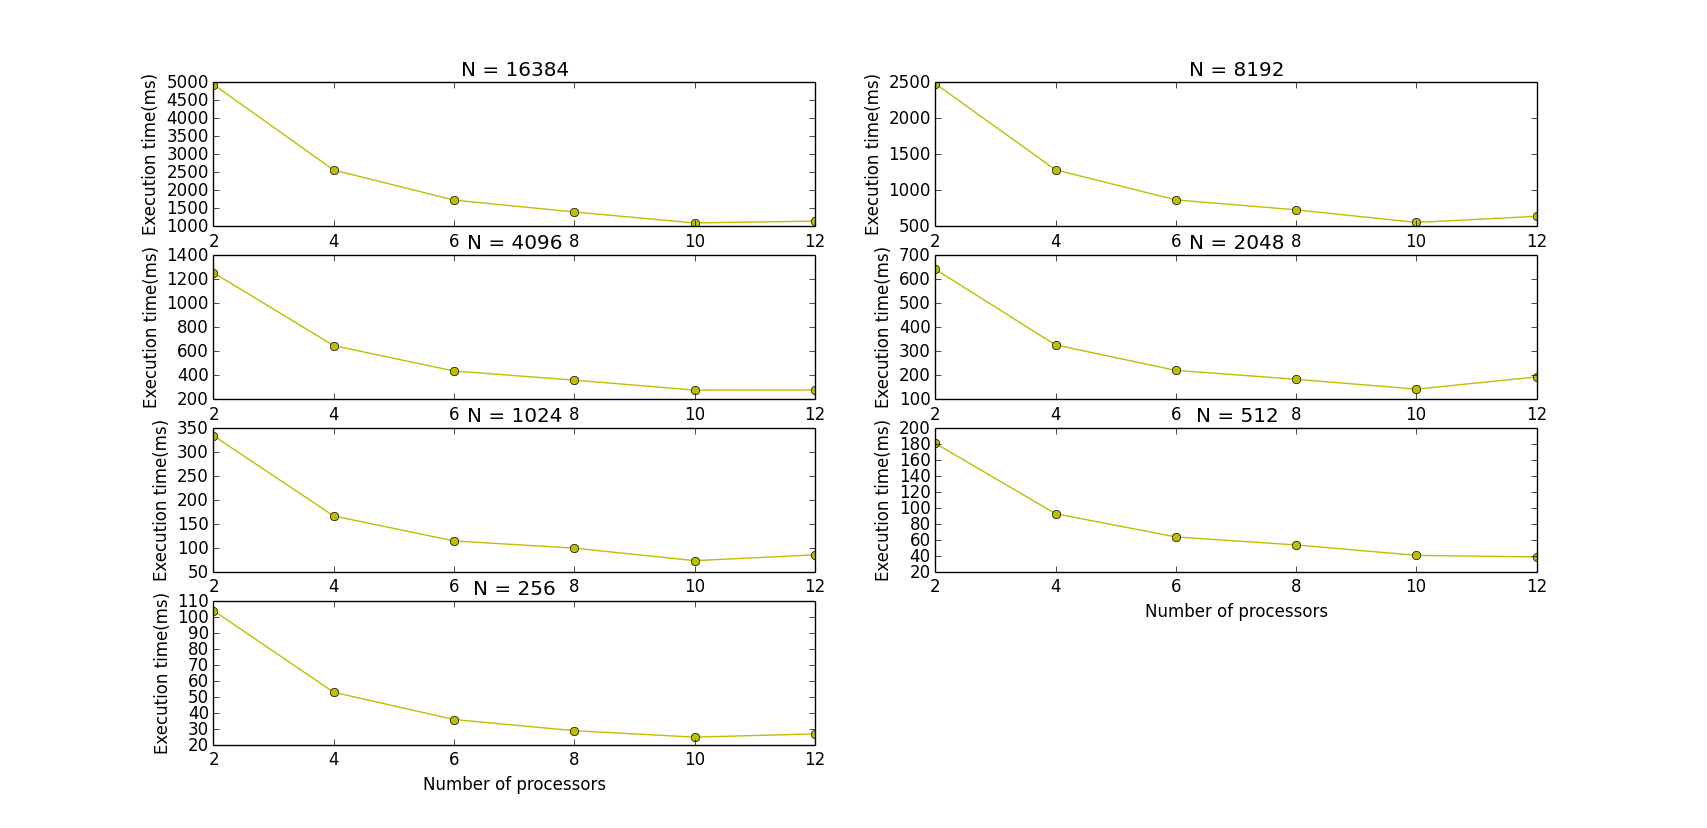 N = 16384
Execution time(ms)
5000
4500
4000
3500
3000
2500
2000
1500
1000
2 4 6 8 10 12
N = 8192
Execution time(ms)
2500
2000
1500
1000
500
2 4 6 8 10 12
N = 4096
Execution time(ms)
1400
1200
1000
800
600
400
200
2 4 6 8 10 12
N = 2048
Execution time(ms)
700
600
500
400
300
200
100
2 4 6 8 10 12
N = 1024
Execution time(ms)
350
300
250
200
150
100
50
2 4 6 8 10 12
N = 512
Execution time(ms)
200
180
160
140
120
100
80
60
40
20
2 4 6 8 10 12
Number of processors
N = 256
Execution time(ms)
110
100
90
80
70
60
50
40
30
20
2 4 6 8 10 12
Number of processors